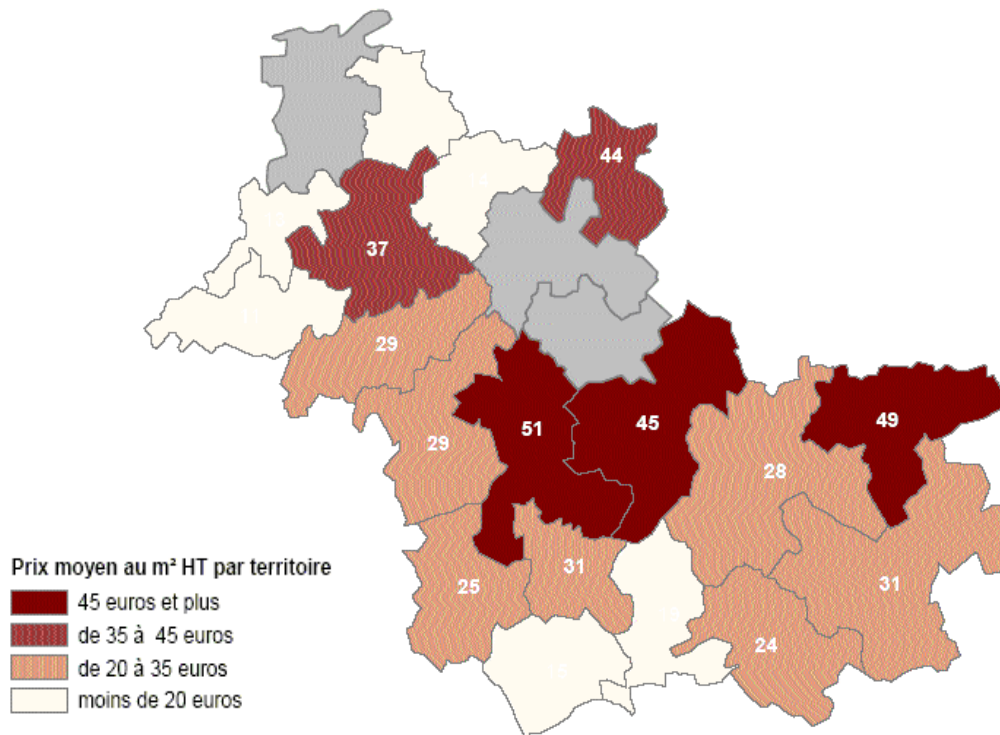 44
37
29
29
51
45
49
28
25
31
31
24
Prix moyen au m² HT par territoire
45 euros et plus
de 35 à 45 euros
de 20 à 35 euros
moins de 20 euros